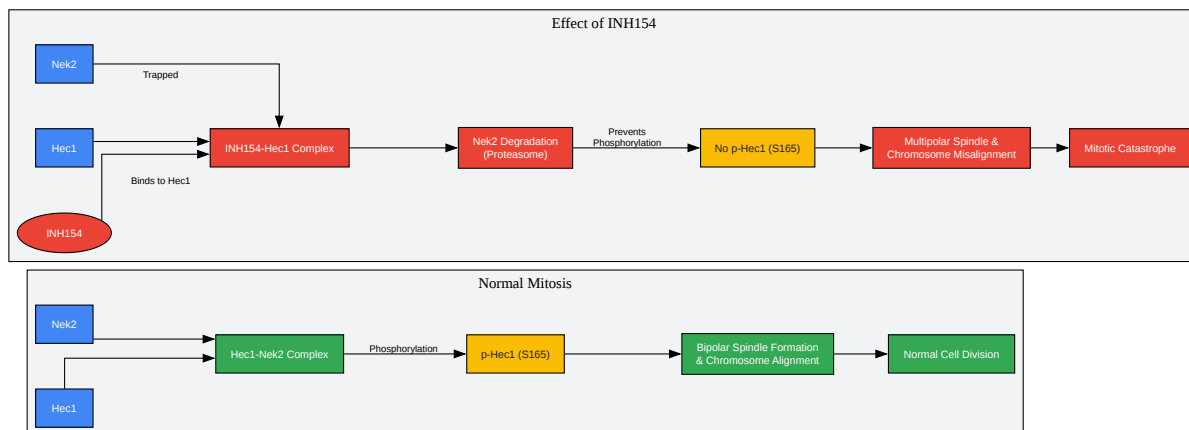 Effect of INH154
Nek2
Trapped
Hec1
INH154-Hec1 Complex
Nek2 Degradation
(Proteasome)
Prevents
Phosphorylation
No p-Hec1 (S165)
Multipolar Spindle &
Chromosome Misalignment
Mitotic Catastrophe
Binds to Hec1
INH154
Normal Mitosis
Nek2
Hec1-Nek2 Complex
Phosphorylation
p-Hec1 (S165)
Bipolar Spindle Formation
& Chromosome Alignment
Normal Cell Division
Hec1